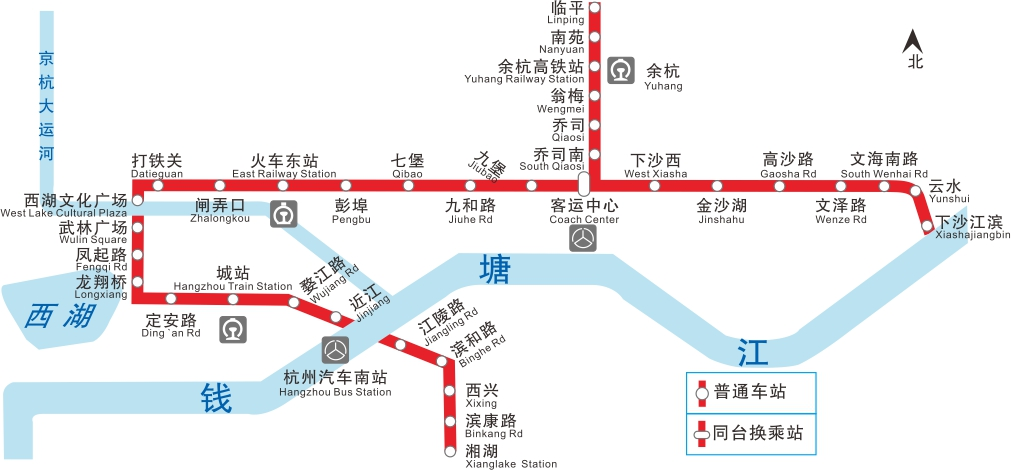 临平
Linping
南苑
Nanyuan
余杭高铁站
Yuhang Railway Station
余杭
Yuhang
北
翁梅
Wengmei
乔司
Qiaosi
乔司南
South Qiaosi
京杭大运河
打铁关
Datieguan
火车东站
East Railway Station
七堡
Qibao
九堡
Jiubao
下沙西
West Xiasha
高沙路
Gaosha Rd
文海南路
South Wenhai Rd
云水
Yunshui
西湖文化广场
West Lake Cultural Plaza
闸弄口
Zhalongkou
彭埠
Pengbu
九和路
Jiuhe Rd
客运中心
Coach Center
金沙湖
Jinshahu
文泽路
Wenze Rd
下沙江滨
Xiashajiangbin
武林广场
Wulin Square
凤起路
Fengqi Rd
龙翔桥
Longxiang
西湖
城站
Hangzhou Train Station
婺江路
Wujiang Rd
近江
Jinjiang
定安路
Ding`an Rd
江陵路
Jiangling Rd
滨和路
Binghe Rd
杭州汽车南站
Hangzhou Bus Station
西兴
Xixing
滨康路
Binkang Rd
湘湖
Xianglake Station
钱
塘
江
普通车站
同台换乘站